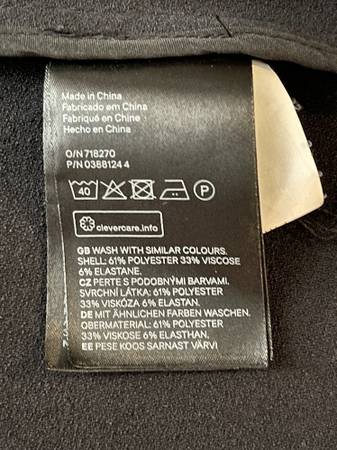 Made in China
Fabricado em China
Fabriqué en Chine
Hecho en China
O/N 718270
P/N 0388124 4
40
P
clevercare.info
GB WASH WITH SIMILAR COLOURS.
SHELL: 61% POLYESTER 33% VISCOSE
6% ELASTANE.
CZ PERTE S PODOBNÝMI BARVAMI.
SVRCHNÍ LÁTKA: 61% POLYESTER
33% VISKÓZA 6% ELASTAN.
DE MIT ÄHNLICHEN FARBEN WASCHEN.
OBERMATERIAL: 61% POLYESTER
33% VISKOSE 6% ELASTHAN.
EE PESE KOOS SARNAST VÄRVI